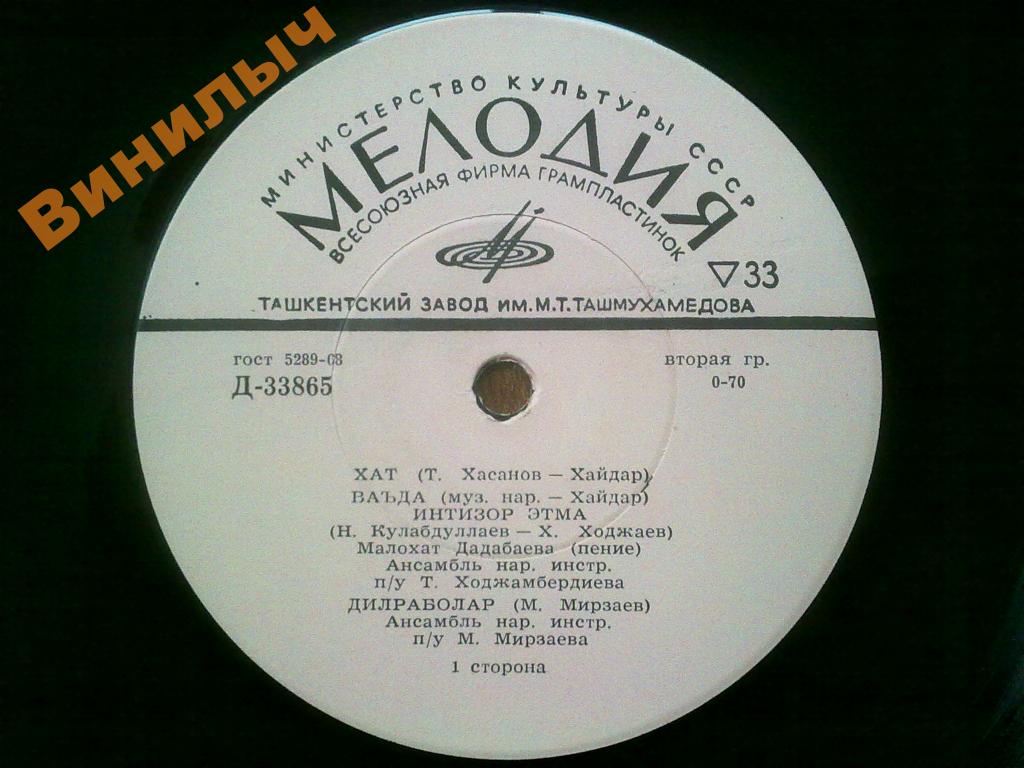 Винилыч
МИНИСТЕРСТВО КУЛЬТУРЫ СССР
МЕЛОДИЯ
ВСЕСОЮЗНАЯ ФИРМА ГРАМПЛАСТИНОК
33
ТАШКЕНТСКИЙ ЗАВОД ИМ. М.Т. ТАШМУХАМЕДОВА
гост 5289-68 вторая гр.
Д-33865 0-70
ХАТ (Т. Хасанов — Хайдар)
ВАЪДА (муз. нар. — Хайдар)
ИНТИЗОР ЭТМА
(Н. Кулабдуллаев — Х. Ходжаев)
Малохат Дадабаева (пение)
Ансамбль нар. инстр.
п/у Т. Ходжамбердиева
ДИЛРАБОЛАР (М. Мирзаев)
Ансамбль нар. инстр.
п/у М. Мирзаева
1 сторона